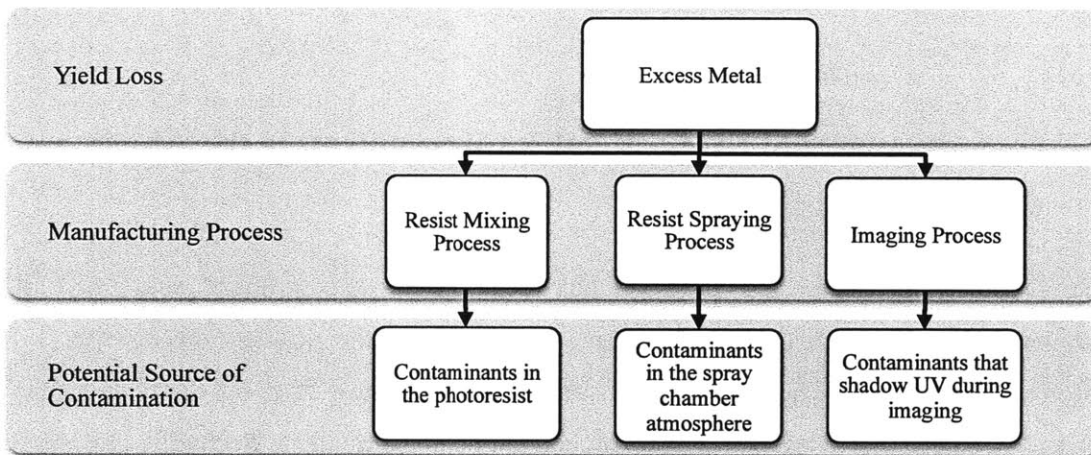 Yield Loss
Excess Metal
Manufacturing Process
Resist Mixing
Process
Resist Spraying
Process
Imaging Process
Potential Source of
Contamination
Contaminants in
the photoresist
Contaminants
in the spray
chamber
atmosphere
Contaminants that
shadow UV during
imaging